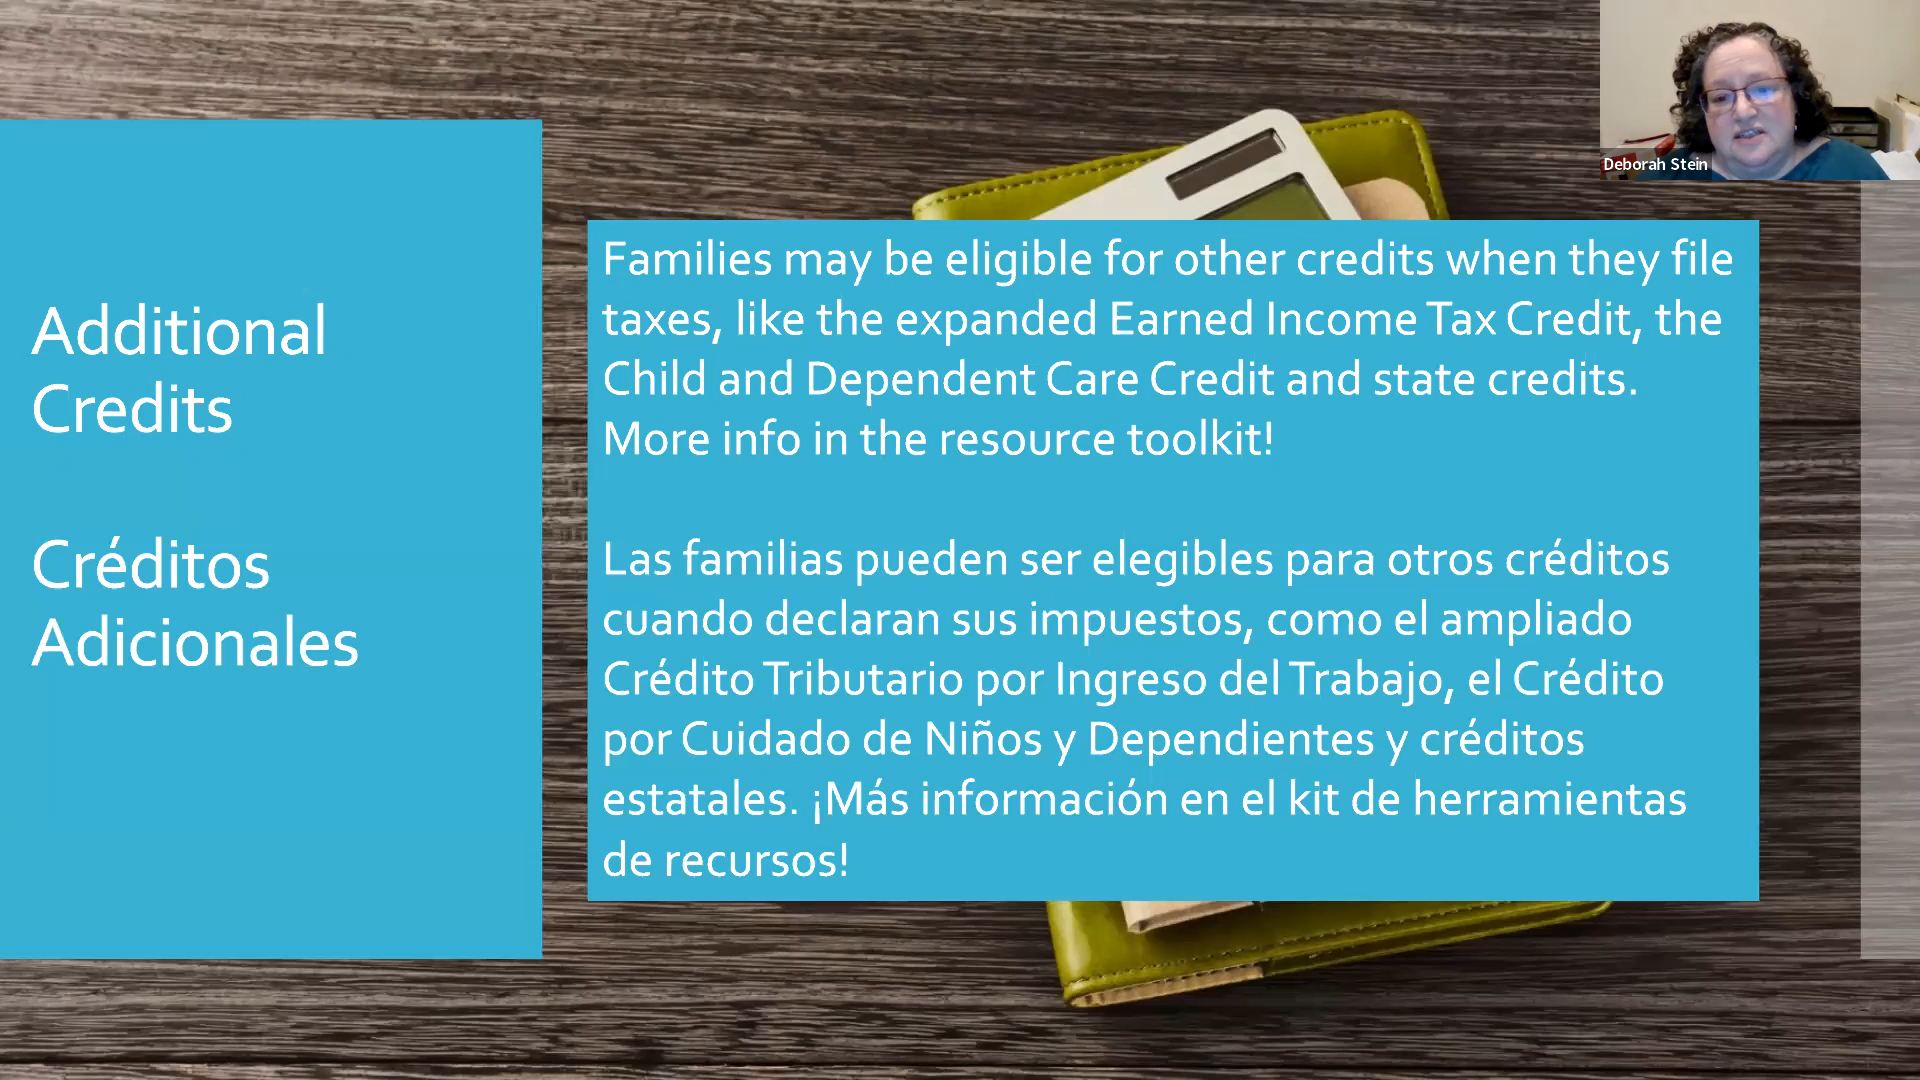 Additional
Credits
Créditos
Adicionales
Families may be eligible for other credits when they file
taxes, like the expanded Earned Income Tax Credit, the
Child and Dependent Care Credit and state credits.
More info in the resource toolkit!
Las familias pueden ser elegibles para otros créditos
cuando declaran sus impuestos, como el ampliado
Crédito Tributario por Ingreso del Trabajo, el Crédito
por Cuidado de Niños y Dependientes y créditos
estatales. ¡Más información en el kit de herramientas
de recursos!
Deborah Stein